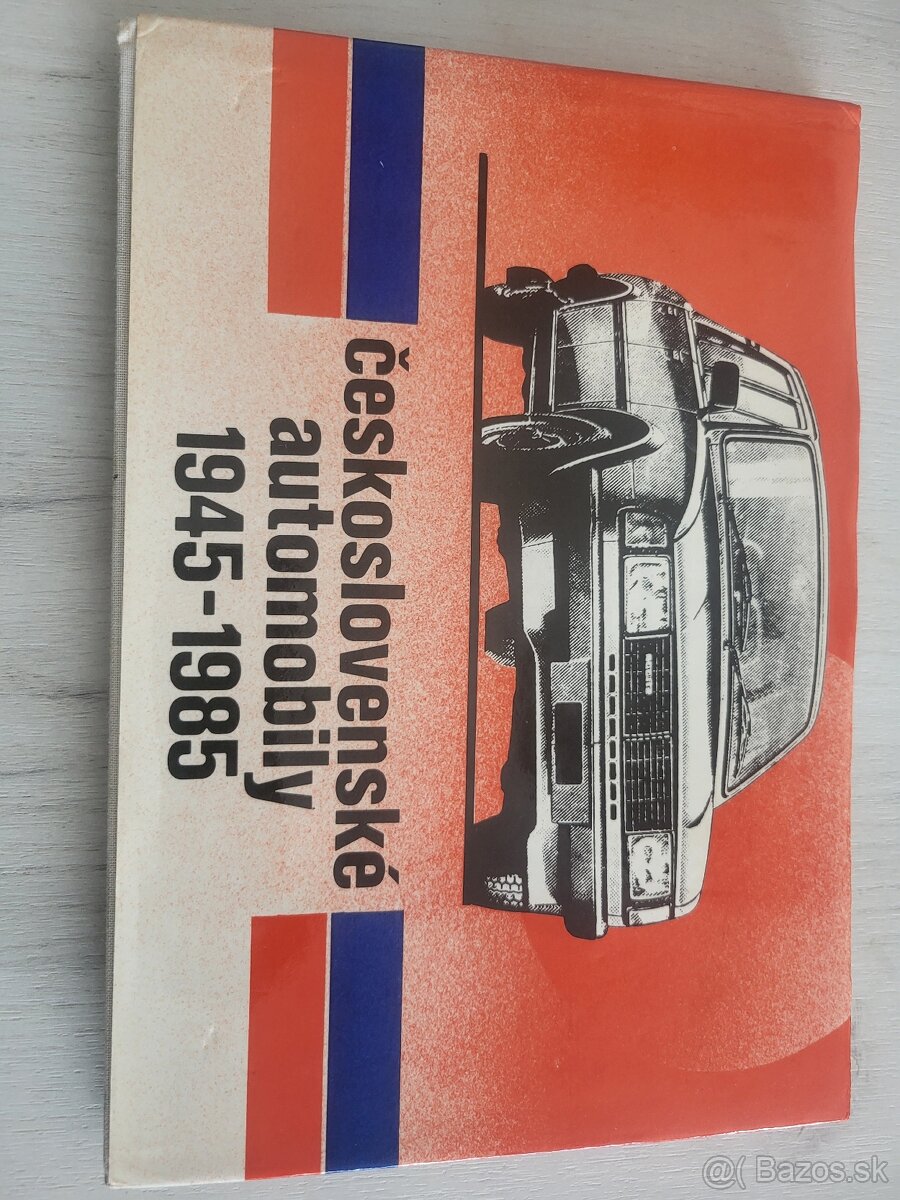 československé
automobily
1945-1985
@( Bazos.sk